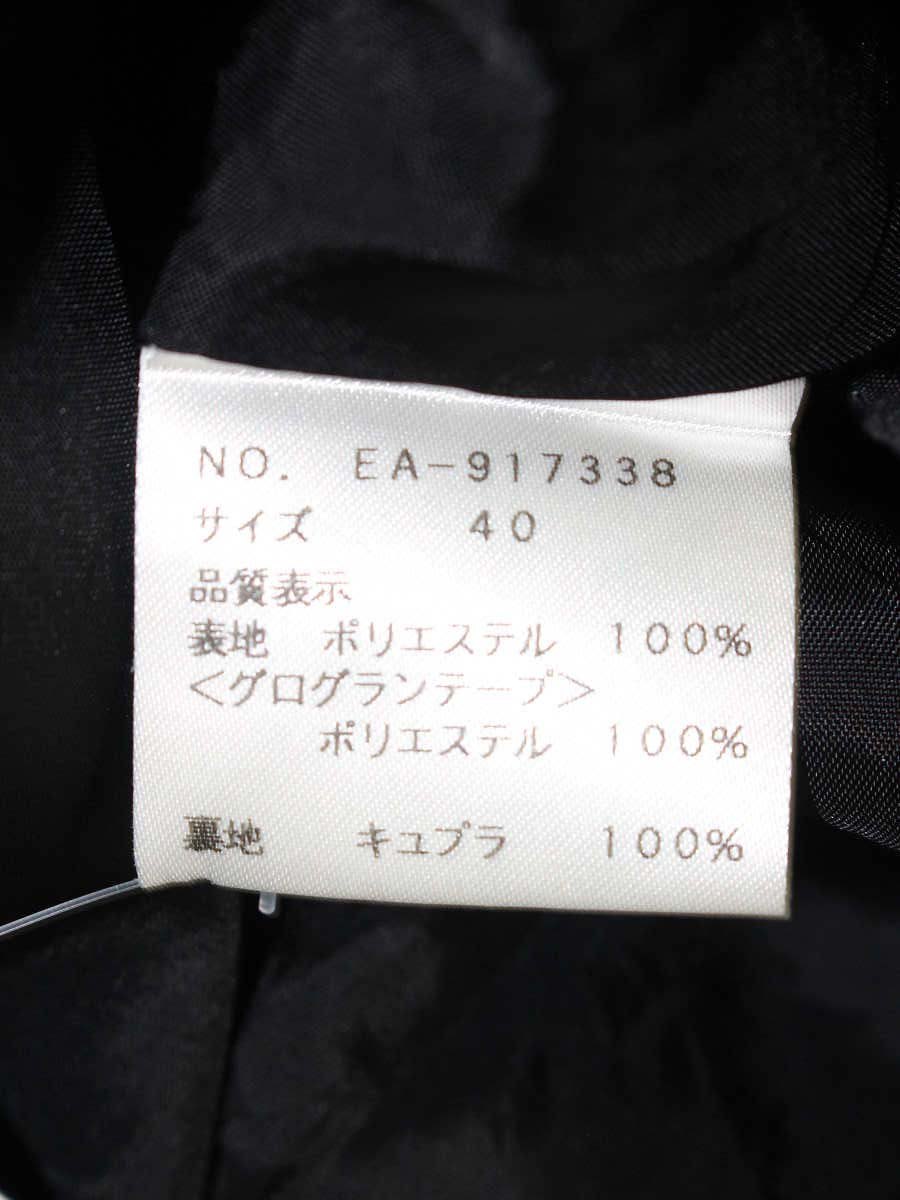 NO. EA-917338
サイズ 40
品質表示
表地 ポリエステル 100%
<グログランテープ>
ポリエステル 100%
裏地 キュプラ 100%